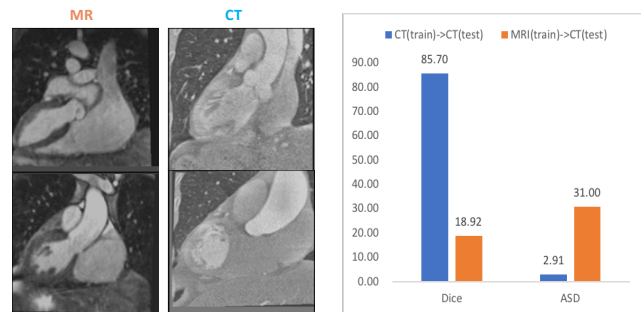 MR
CT
CT(train)->CT(test)
MRI(train)->CT(test)
90.00
80.00
70.00
60.00
50.00
40.00
30.00
20.00
10.00
0.00
85.70
18.92
2.91
31.00
Dice
ASD